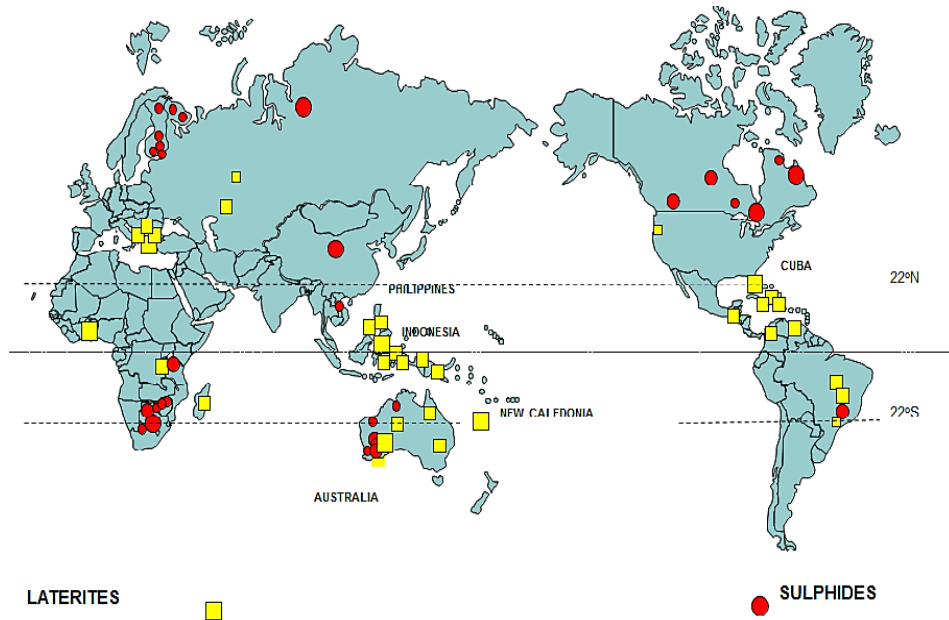 CUBA
22ºN
PHILIPPINES
INDONESIA
NEW CALEDONIA
22ºS
AUSTRALIA
LATERITES
SULPHIDES